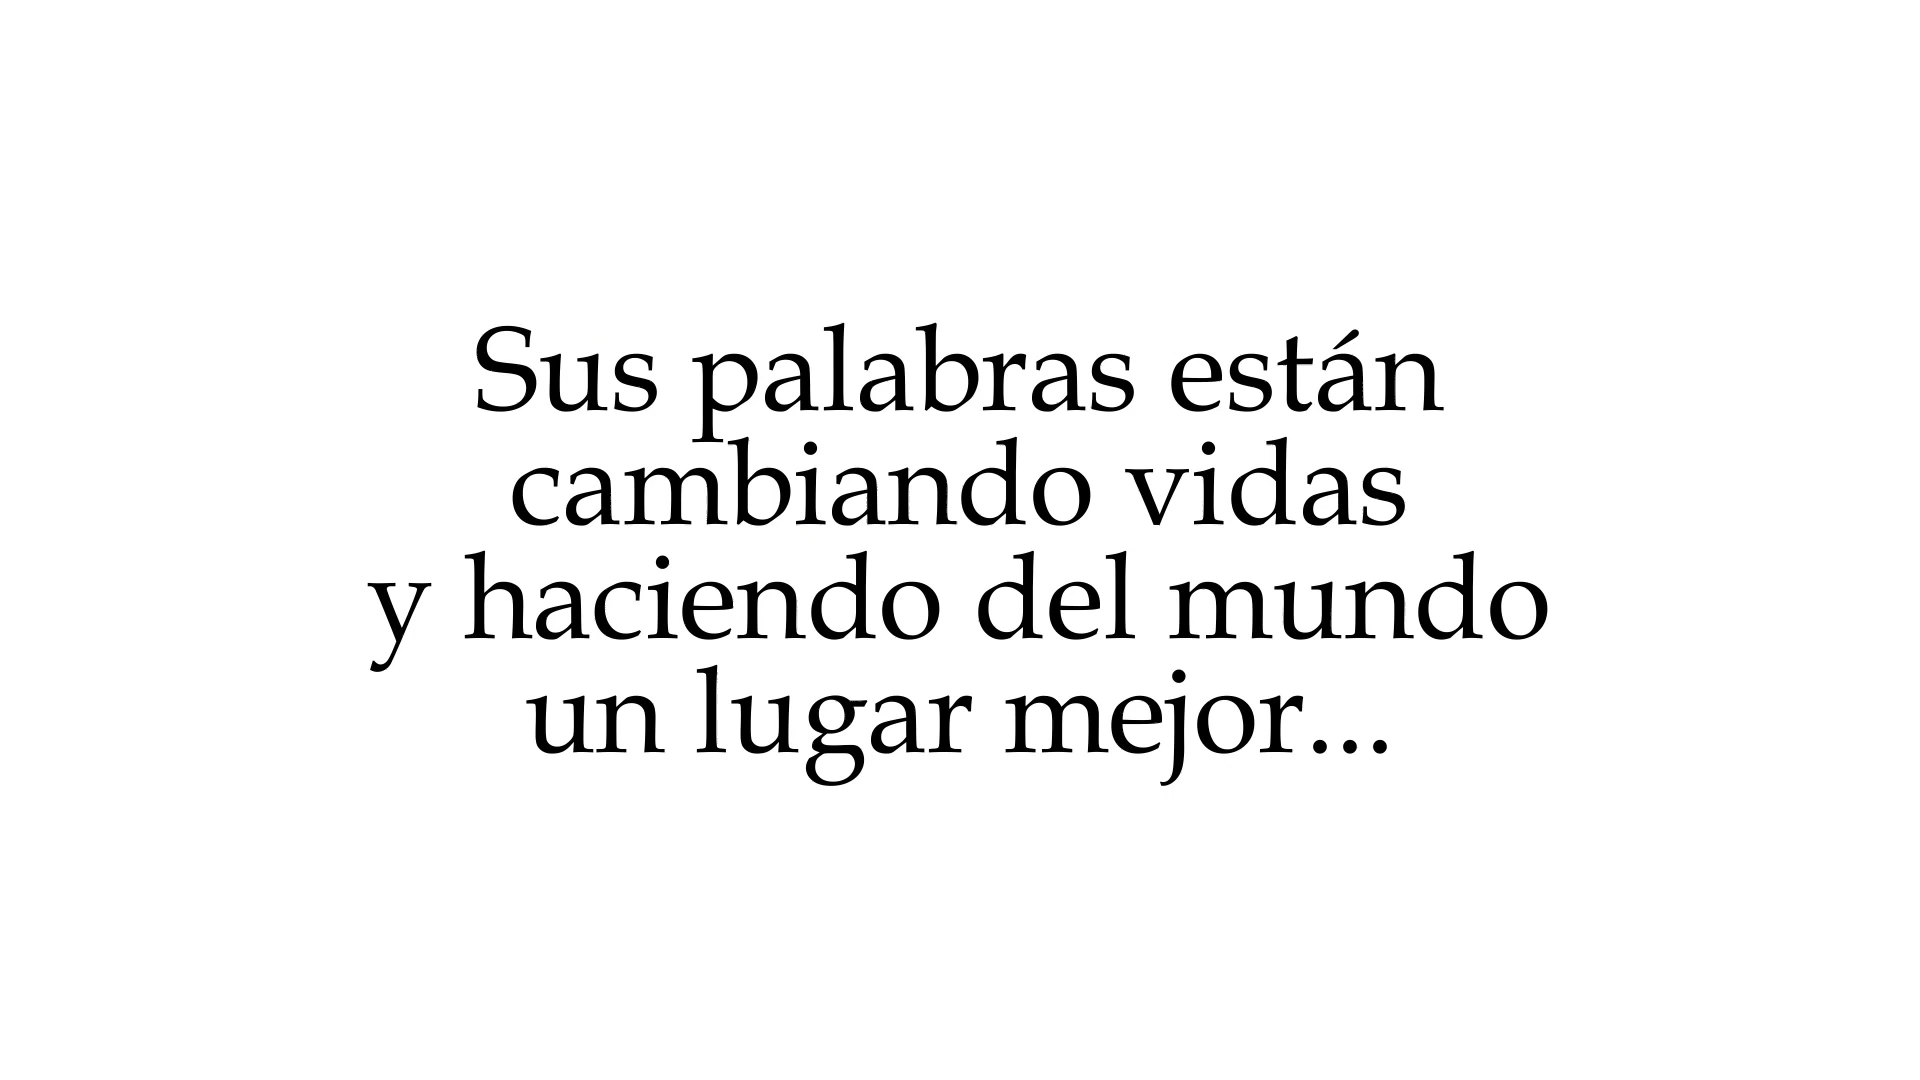 Sus palabras están
cambiando vidas
y haciendo del mundo
un lugar mejor...